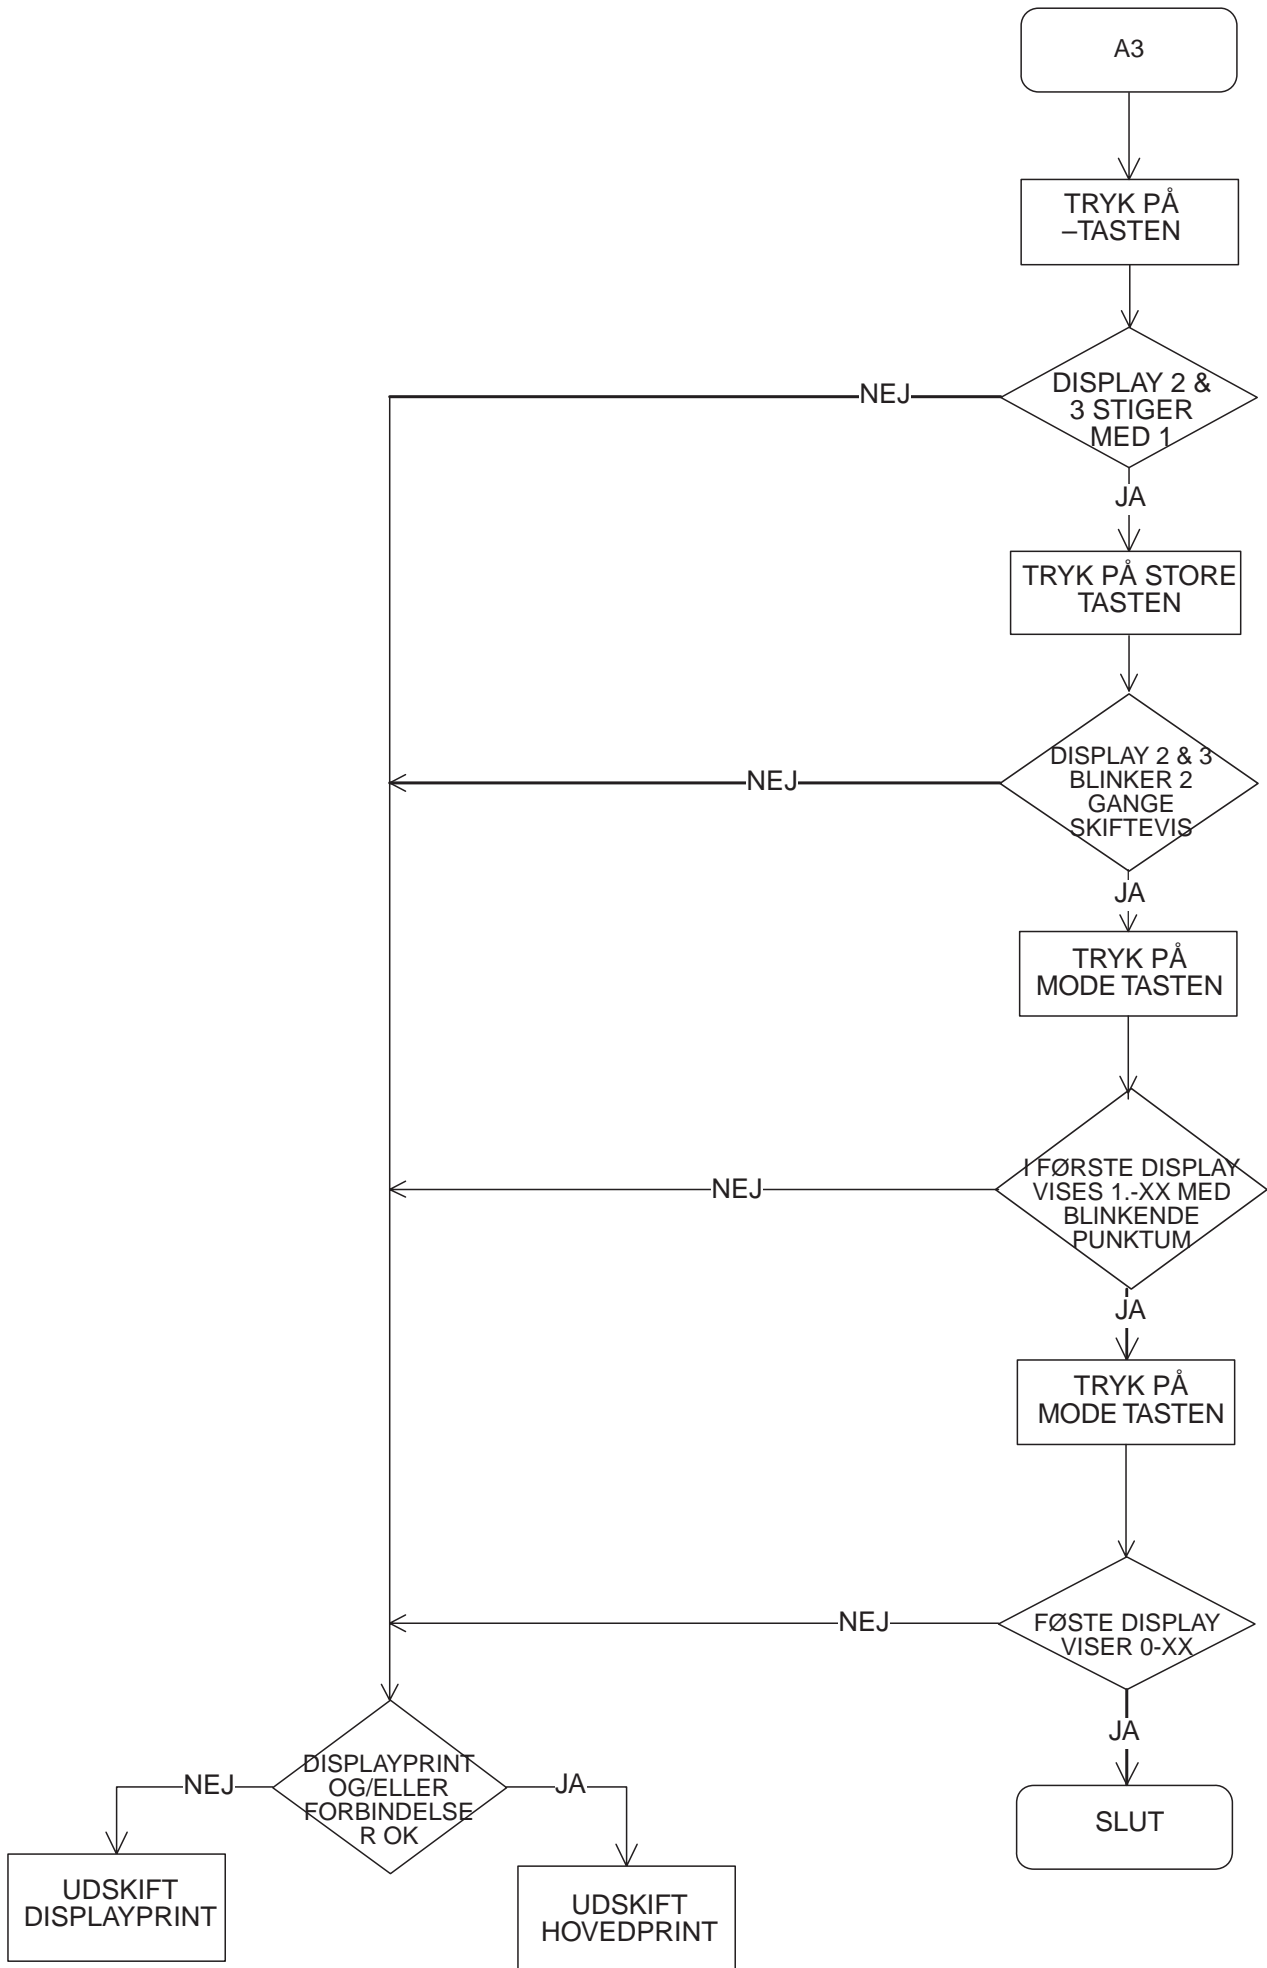 A3
TRYK PÅ
–TASTEN
DISPLAY 2 &
3 STIGER
MED 1
NEJ
JA
TRYK PÅ STORE
TASTEN
DISPLAY 2 & 3
BLINKER 2
GANGE
SKIFTEVIS
NEJ
JA
TRYK PÅ
MODE TASTEN
I FØRSTE DISPLAY
VISES 1.-XX MED
BLINKENDE
PUNKTUM
NEJ
JA
TRYK PÅ
MODE TASTEN
FØSTE DISPLAY
VISER 0-XX
NEJ
JA
SLUT
DISPLAYPRINT
OG/ELLER
FORBINDELSE
R OK
NEJ
JA
UDSKIFT
DISPLAYPRINT
UDSKIFT
HOVEDPRINT